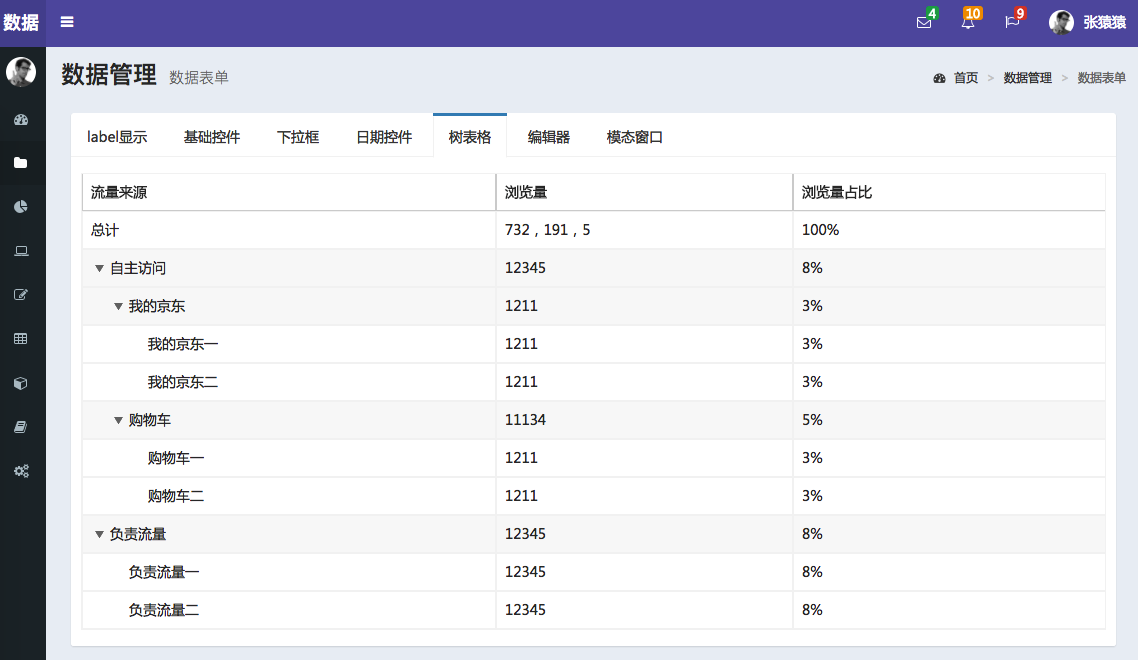 数据 4 10 9 张猿猿
数据管理 数据表单 首页 > 数据管理 > 数据表单
label显示 基础控件 下拉框 日期控件 树表格 编辑器 模态窗口
流量来源 浏览量 浏览量占比
总计 732，191，5 100%
自主访问 12345 8%
我的京东 1211 3%
我的京东一 1211 3%
我的京东二 1211 3%
购物车 11134 5%
购物车一 1211 3%
购物车二 1211 3%
负责流量 12345 8%
负责流量一 12345 8%
负责流量二 12345 8%